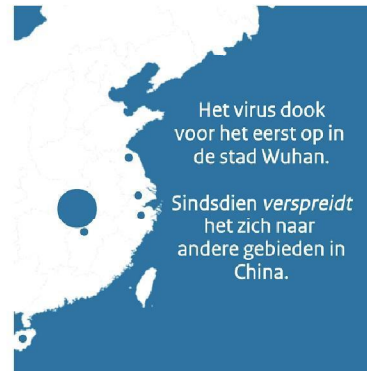 Het virus dook
voor het eerst op in
de stad Wuhan.
Sindsdien verspreidt
het zich naar
andere gebieden in
China.